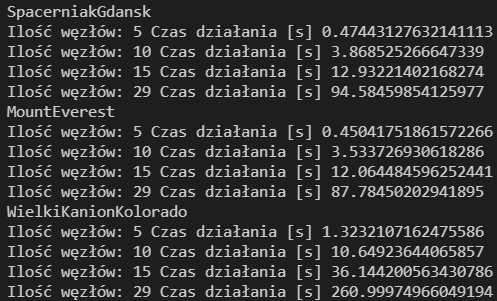 SpacerniakGdansk
Ilość węzłów: 5 Czas działania [s] 0.47443127632141113
Ilość węzłów: 10 Czas działania [s] 3.868525266647339
Ilość węzłów: 15 Czas działania [s] 12.93221402168274
Ilość węzłów: 29 Czas działania [s] 94.58459854125977
MountEverest
Ilość węzłów: 5 Czas działania [s] 0.45041751861572266
Ilość węzłów: 10 Czas działania [s] 3.533726930618286
Ilość węzłów: 15 Czas działania [s] 12.064484596252441
Ilość węzłów: 29 Czas działania [s] 87.78450202941895
WielkiKanionKolorado
Ilość węzłów: 5 Czas działania [s] 1.3232107162475586
Ilość węzłów: 10 Czas działania [s] 10.64923644065857
Ilość węzłów: 15 Czas działania [s] 36.144200563430786
Ilość węzłów: 29 Czas działania [s] 260.99974966049194